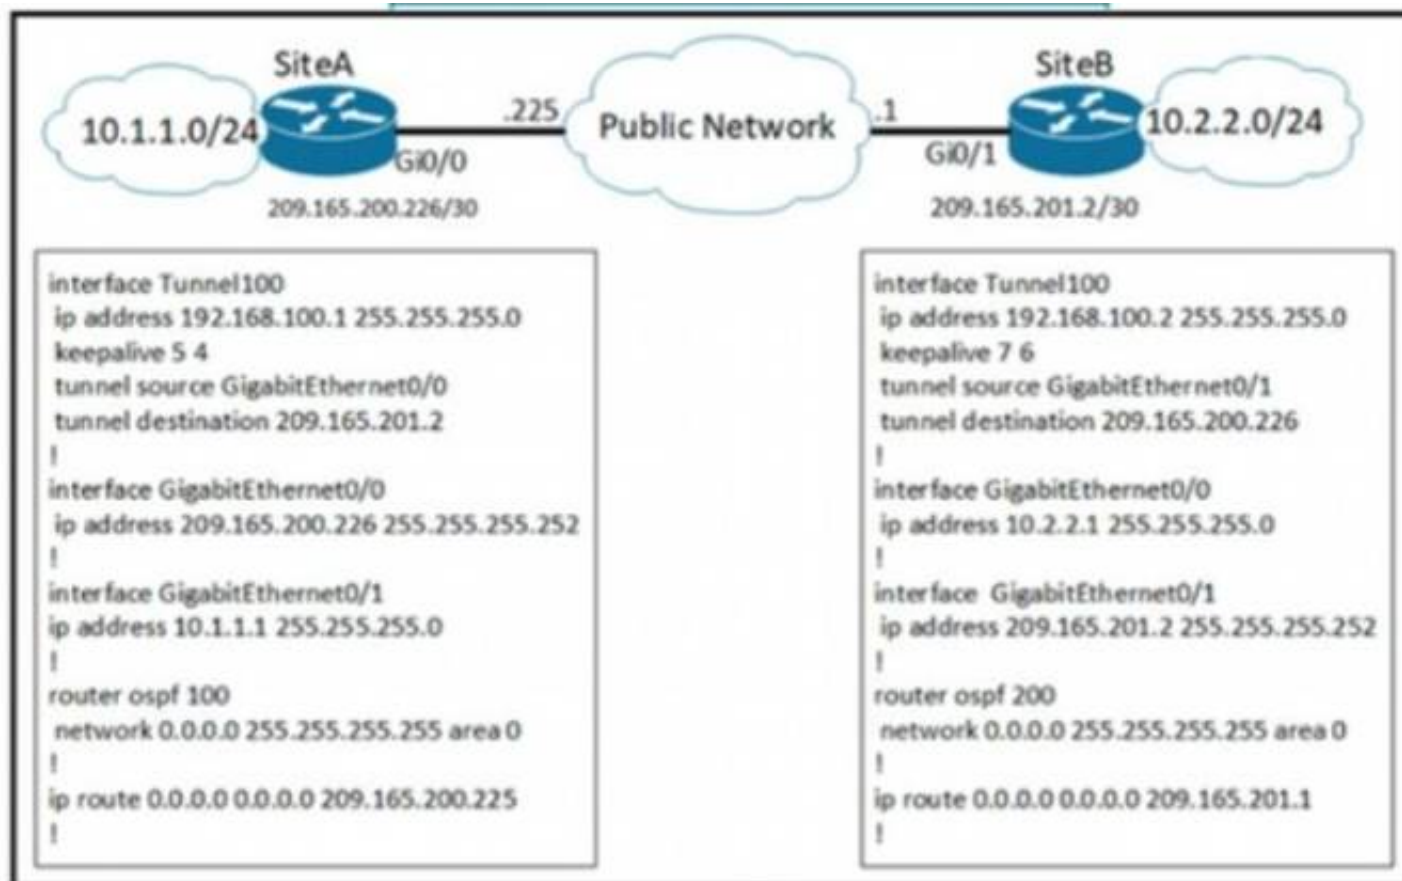 SiteA
SiteB
.225
.1
10.1.1.0/24
Public Network
10.2.2.0/24
Gi0/0
Gi0/1
209.165.200.226/30
209.165.201.2/30
interface Tunnel100
ip address 192.168.100.1 255.255.255.0
keepalive 5 4
tunnel source GigabitEthernet0/0
tunnel destination 209.165.201.2
!
interface GigabitEthernet0/0
ip address 209.165.200.226 255.255.255.252
!
interface GigabitEthernet0/1
ip address 10.1.1.1 255.255.255.0
!
router ospf 100
network 0.0.0.0 255.255.255.255 area 0
!
ip route 0.0.0.0 0.0.0.0 209.165.200.225
!
interface Tunnel100
ip address 192.168.100.2 255.255.255.0
keepalive 7 6
tunnel source GigabitEthernet0/1
tunnel destination 209.165.200.226
!
interface GigabitEthernet0/0
ip address 10.2.2.1 255.255.255.0
!
interface GigabitEthernet0/1
ip address 209.165.201.2 255.255.255.252
!
router ospf 200
network 0.0.0.0 255.255.255.255 area 0
!
ip route 0.0.0.0 0.0.0.0 209.165.201.1
!